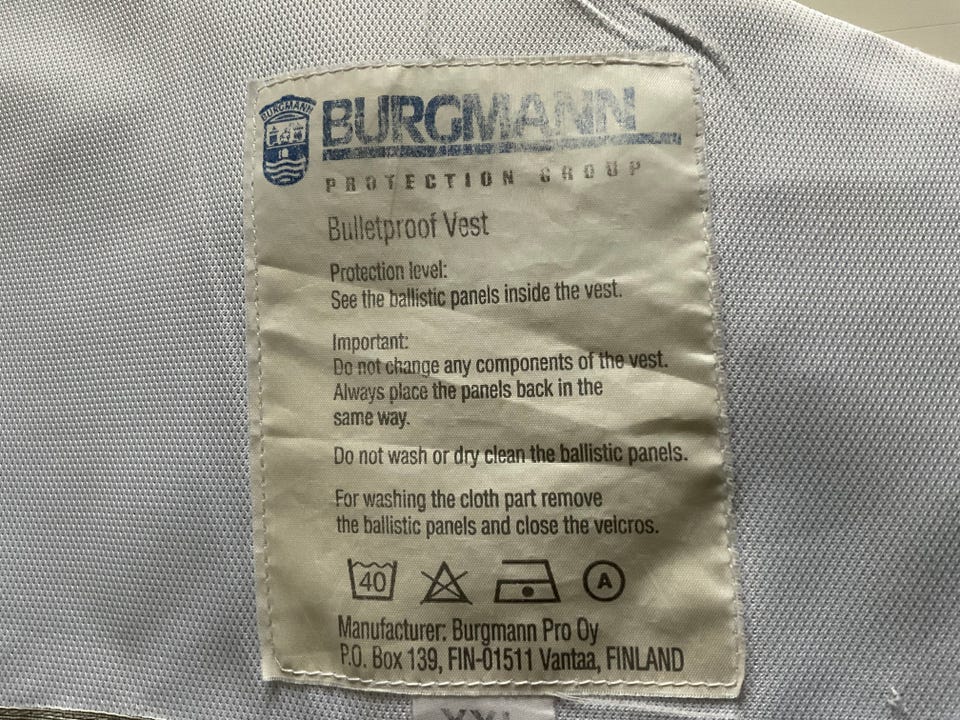 BURGMANN
BURGMANN
PROTECTION GROUP
Bulletproof Vest
Protection level:
See the ballistic panels inside the vest.
Important:
Do not change any components of the vest.
Always place the panels back in the
same way.
Do not wash or dry clean the ballistic panels.
For washing the cloth part remove
the ballistic panels and close the velcros.
40 A
Manufacturer: Burgmann Pro Oy
P.O. Box 139, FIN-01511 Vantaa, FINLAND
XXL